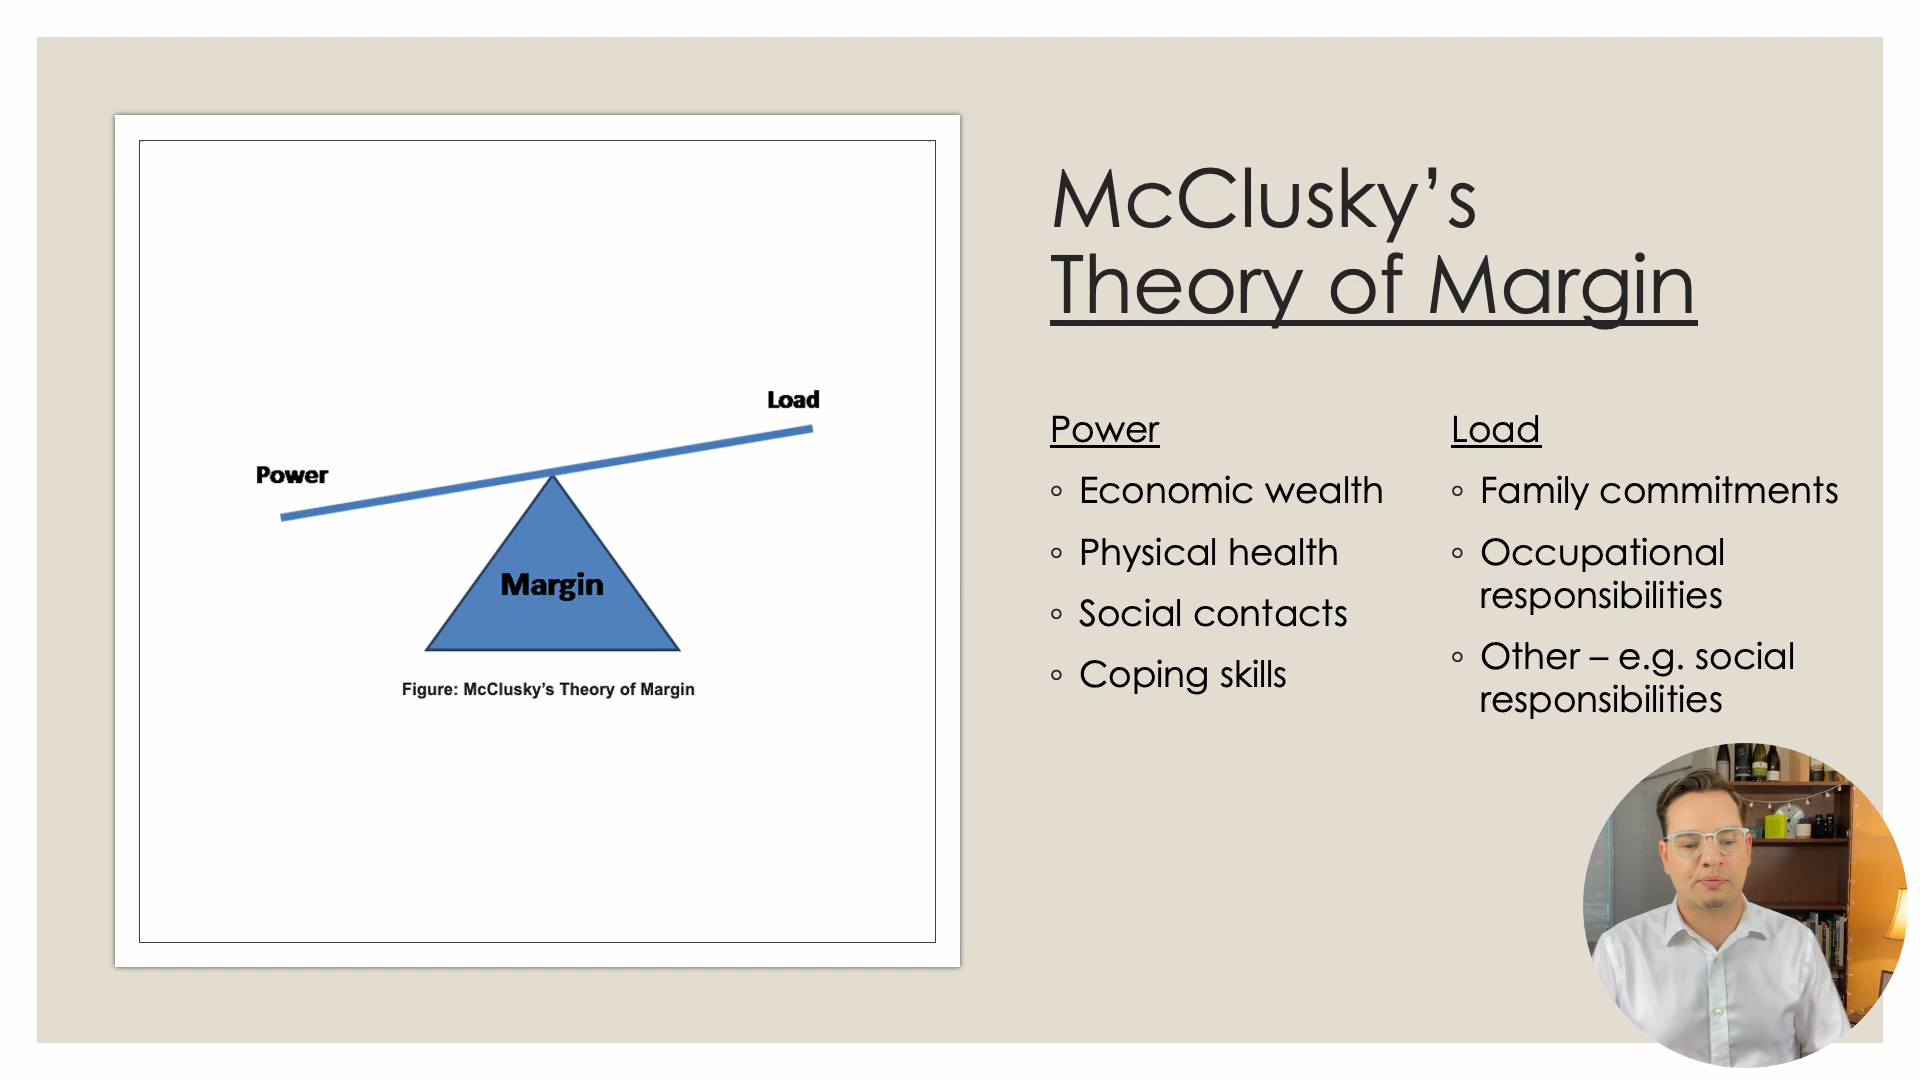 Load
Power
Margin
Figure: McClusky’s Theory of Margin
McClusky’s
Theory of Margin
Power
◦ Economic wealth
◦ Physical health
◦ Social contacts
◦ Coping skills
Load
◦ Family commitments
◦ Occupational
responsibilities
◦ Other – e.g. social
responsibilities